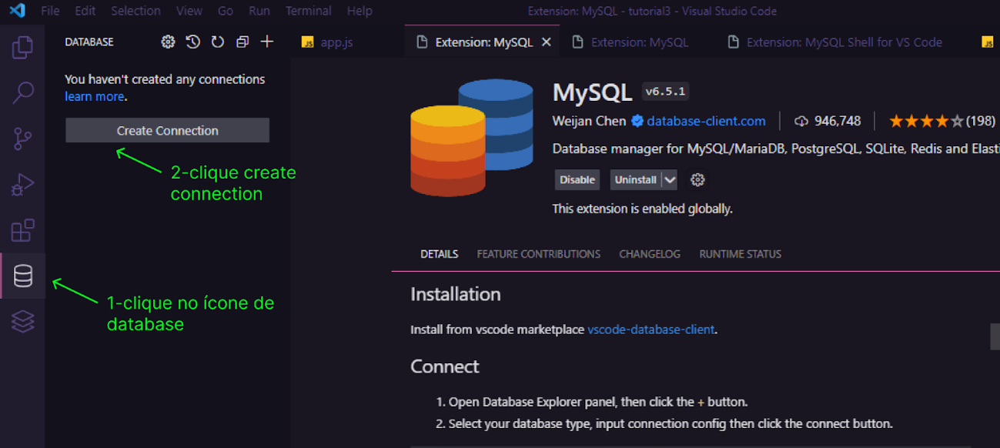 File Edit Selection View Go Run Terminal Help
Extension: MySQL - tutorial3 - Visual Studio Code
DATABASE
JS app.js
Extension: MySQL
Extension: MySQL
Extension: MySQL Shell for VS Code
JS
You haven't created any connections
learn more.
Create Connection
2-clique create
connection
1-clique no ícone de
database
MySQL v6.5.1
Weijan Chen database-client.com 946,748 (198)
Database manager for MySQL/MariaDB, PostgreSQL, SQLite, Redis and Elasti
Disable Uninstall
This extension is enabled globally.
DETAILS FEATURE CONTRIBUTIONS CHANGELOG RUNTIME STATUS
Installation
Install from vscode marketplace vscode-database-client.
Connect
1. Open Database Explorer panel, then click the + button.
2. Select your database type, input connection config then click the connect button.